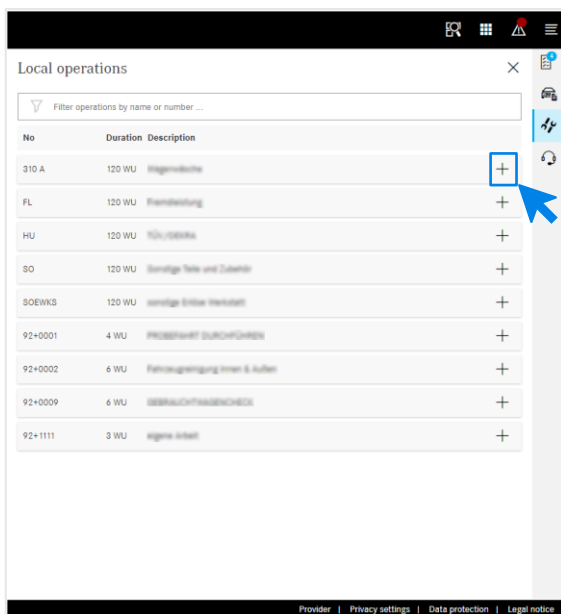 4
Local operations
Filter operations by name or number ...
No Duration Description
310 A 120 WU Wagenwäsche
FL 120 WU Fremdleistung
HU 120 WU TÜV/DEKRA
SO 120 WU Sonstige Teile und Zubehör
SOEWKS 120 WU sonstige Erlöse Werkstatt
92+0001 4 WU PROBEFAHRT DURCHFÜHREN
92+0002 6 WU Fahrzeugreinigung Innen & Außen
92+0009 6 WU GEBRAUCHTWAGENCHECK
92+1111 3 WU eigene Arbeit
Provider | Privacy settings | Data protection | Legal notice